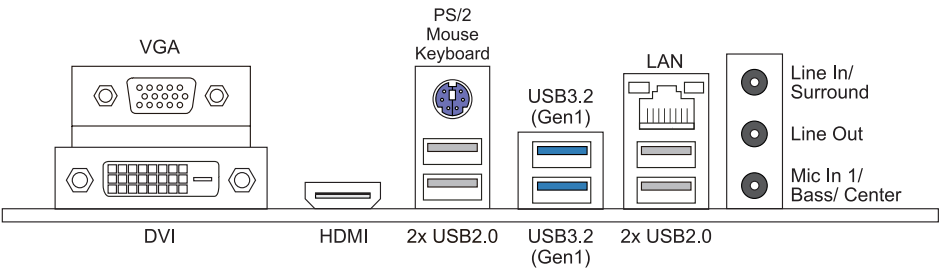 PS/2
Mouse
Keyboard
VGA
LAN
USB3.2
(Gen1)
Line In/
Surround
Line Out
Mic In 1/
Bass/ Center
DVI
HDMI
2x USB2.0
USB3.2
(Gen1)
2x USB2.0